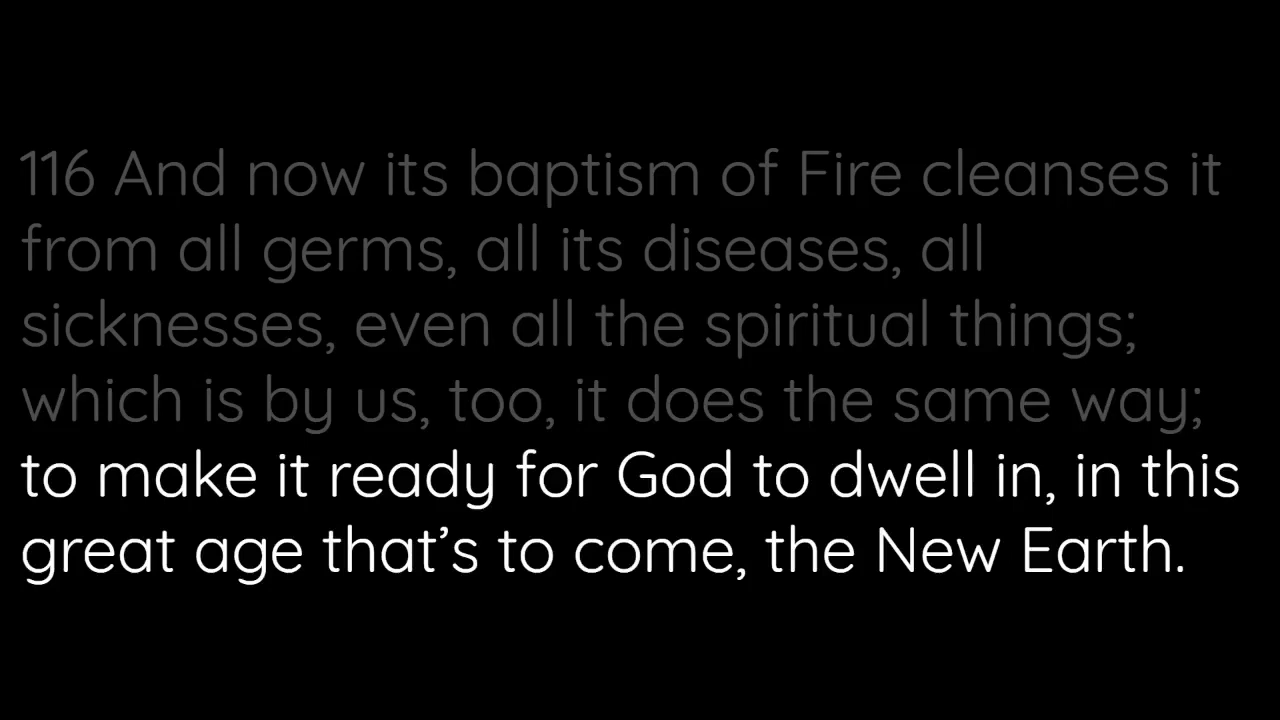 116 And now its baptism of Fire cleanses it
from all germs, all its diseases, all
sicknesses, even all the spiritual things;
which is by us, too, it does the same way;
to make it ready for God to dwell in, in this
great age that’s to come, the New Earth.